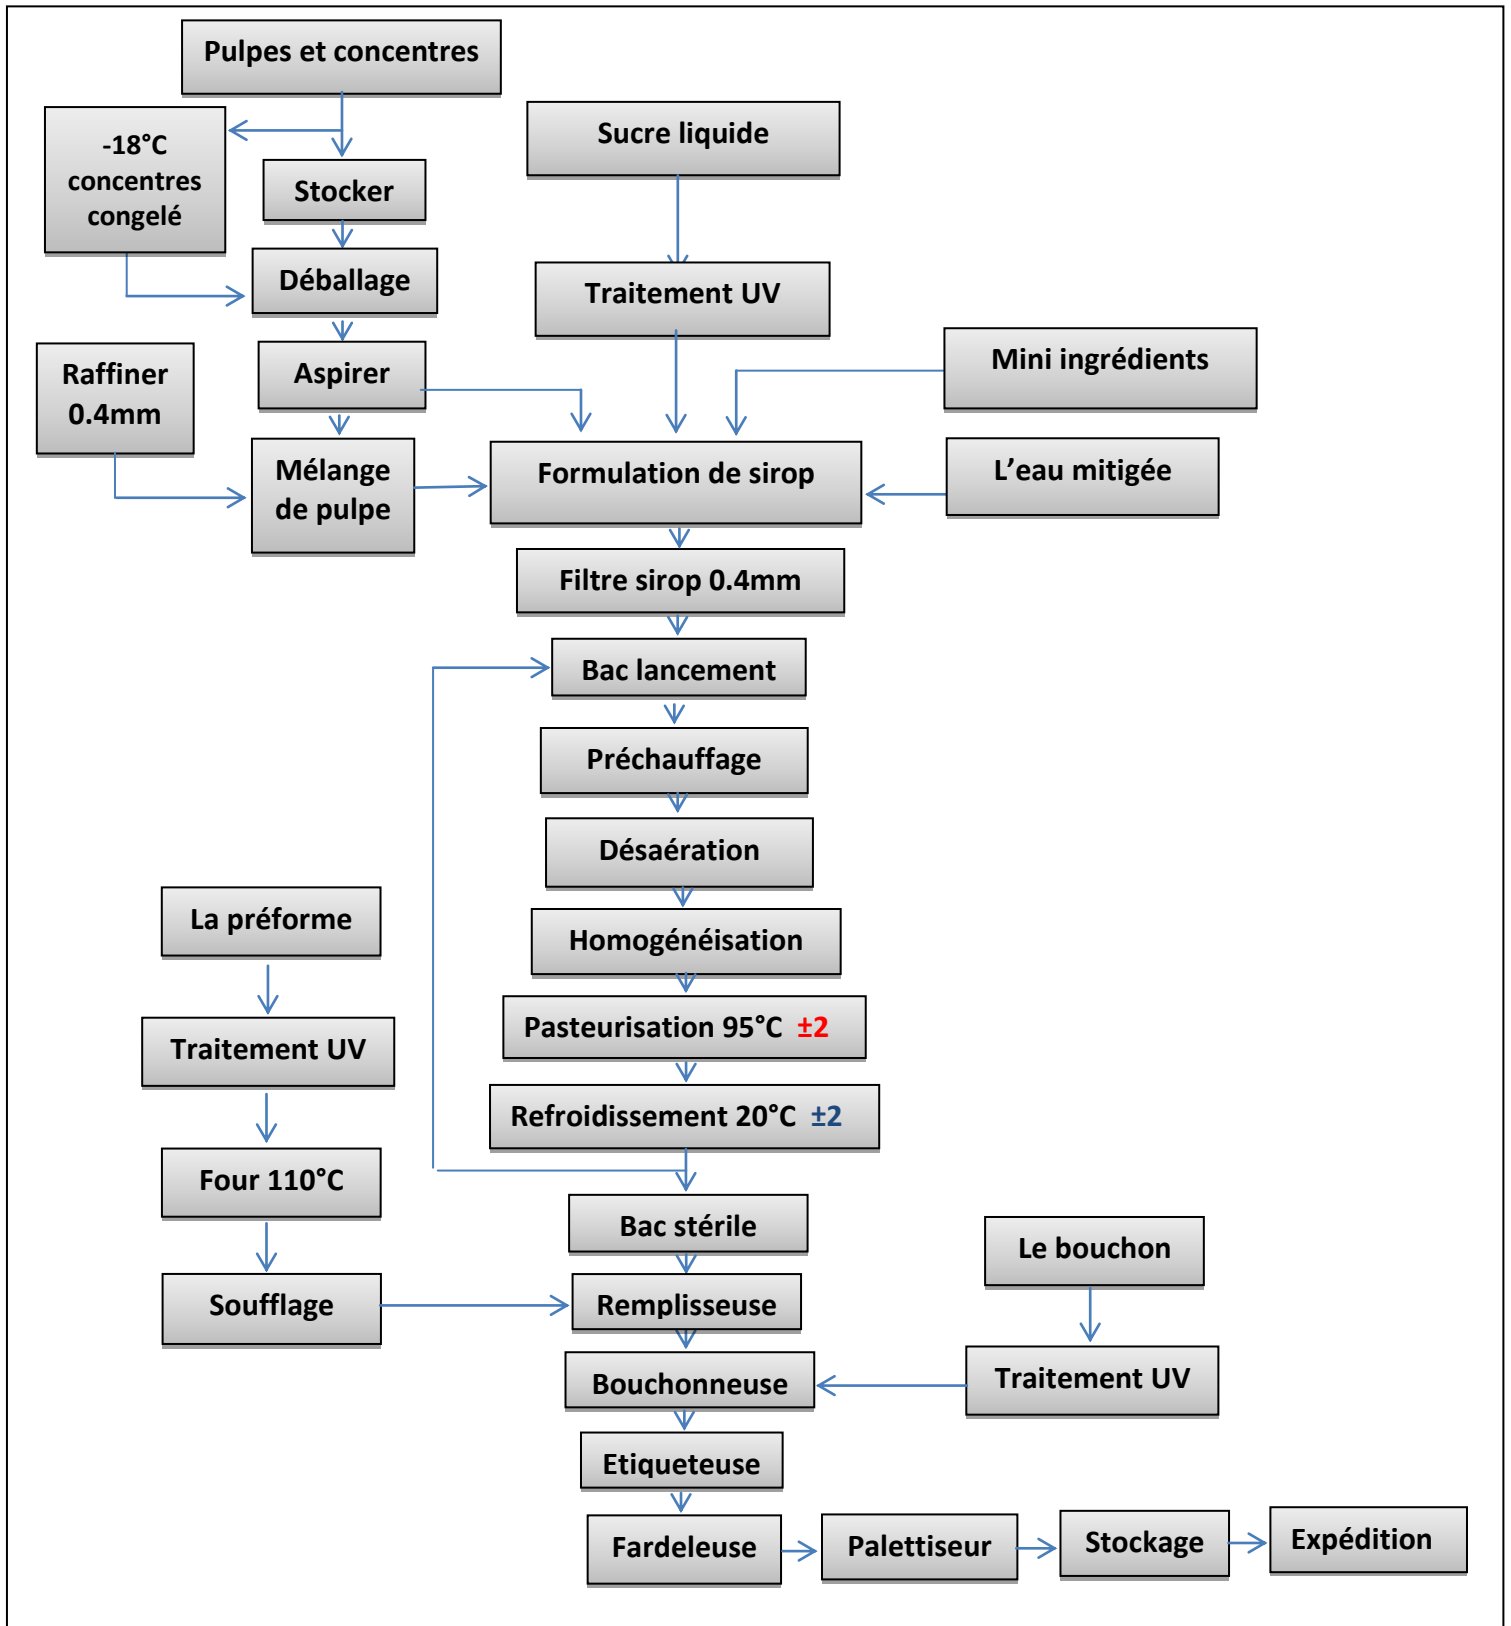 Pulpes et concentres
-18°C
concentres
congelé
Sucre liquide
Stocker
Déballage
Traitement UV
Raffiner
0.4mm
Aspirer
Mini ingrédients
Mélange
de pulpe
Formulation de sirop
L’eau mitigée
Filtre sirop 0.4mm
Bac lancement
Préchauffage
Désaération
La préforme
Homogénéisation
Traitement UV
Pasteurisation 95°C ±2
Refroidissement 20°C ±2
Four 110°C
Bac stérile
Le bouchon
Soufflage
Remplisseuse
Bouchonneuse
Traitement UV
Etiqueteuse
Fardeleuse
Palettiseur
Stockage
Expédition